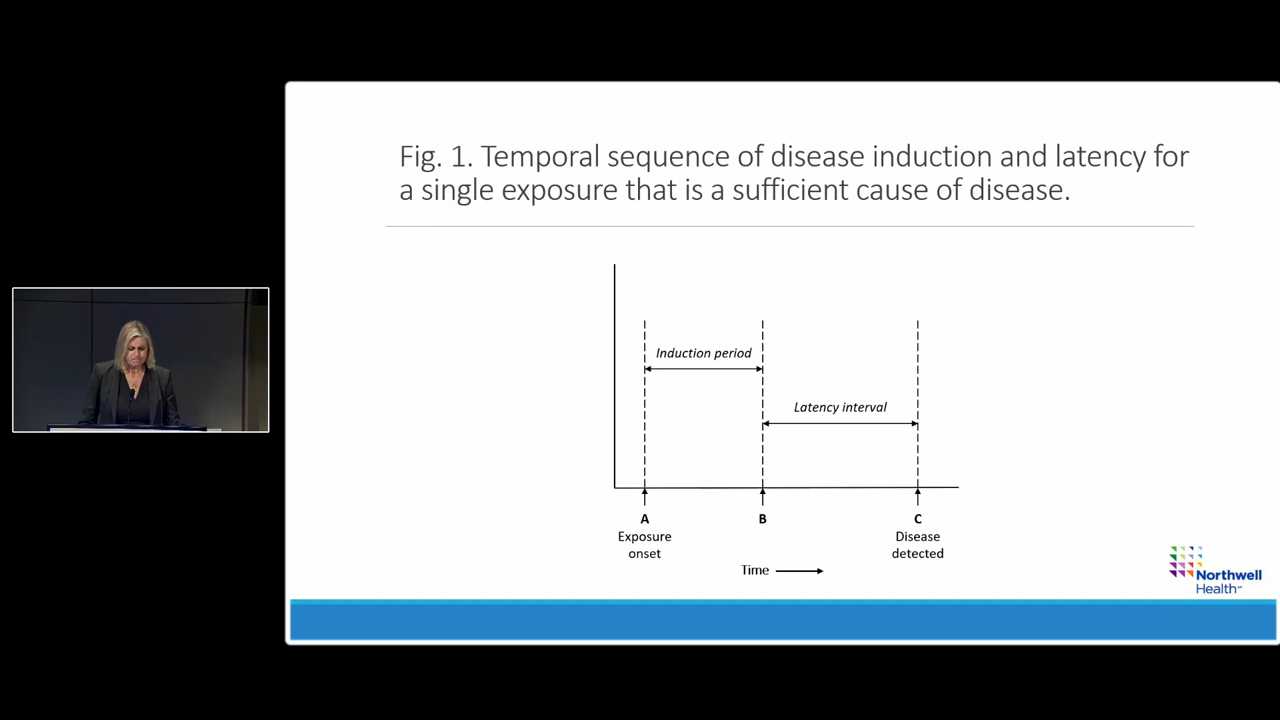 Fig. 1. Temporal sequence of disease induction and latency for
a single exposure that is a sufficient cause of disease.
Induction period
Latency interval
A
Exposure
onset
B
C
Disease
detected
Time
Northwell
Health